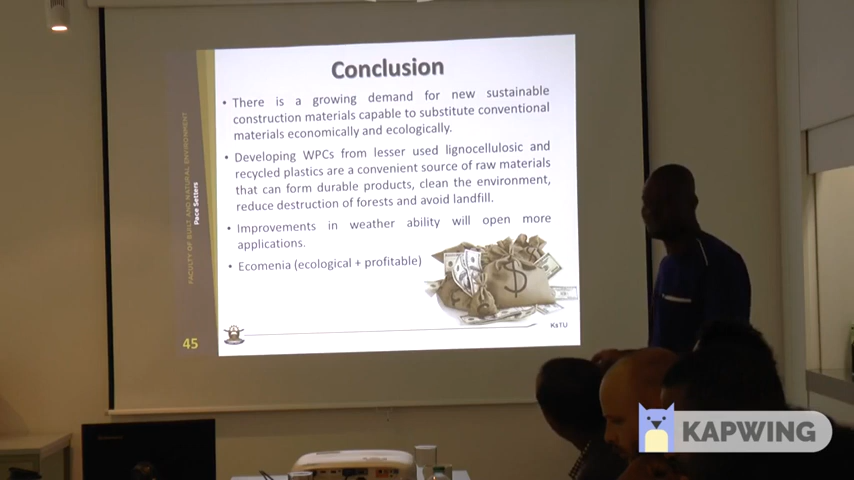 Conclusion
• There is a growing demand for new sustainable
construction materials capable to substitute conventional
materials economically and ecologically.
• Developing WPCs from lesser used lignocellulosic and
recycled plastics are a convenient source of raw materials
that can form durable products, clean the environment,
reduce destruction of forests and avoid landfill.
• Improvements in weather ability will open more
applications.
• Ecomenia (ecological + profitable)
$
FACULTY OF BUILT AND NATURAL ENVIRONMENT
Pace Setters
45
KsTU
KAPWING